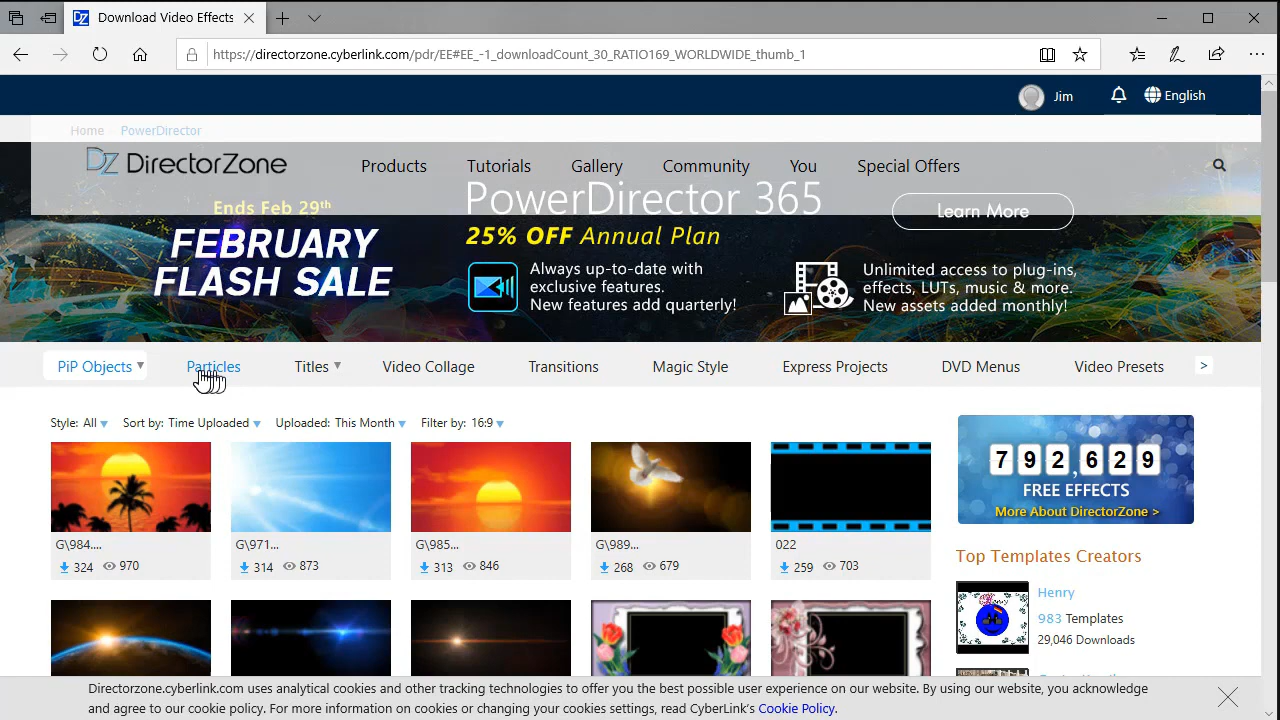 Download Video Effects
https://directorzone.cyberlink.com/pdr/EE#EE_-1_downloadCount_30_RATIO169_WORLDWIDE_thumb_1
Jim
English
Home
PowerDirector
DZ DirectorZone
Products
Tutorials
Gallery
Community
You
Special Offers
Ends Feb 29th
FEBRUARY
FLASH SALE
PowerDirector 365
25% OFF Annual Plan
Always up-to-date with
exclusive features.
New features add quarterly!
Learn More
Unlimited access to plug-ins,
effects, LUTs, music & more.
New assets added monthly!
PiP Objects
Particles
Titles
Video Collage
Transitions
Magic Style
Express Projects
DVD Menus
Video Presets
>
Style: All
Sort by: Time Uploaded
Uploaded: This Month
Filter by: 16:9
G\984....
324 970
G\971...
314 873
G\985...
313 846
G\989...
268 679
022
259 703
792,629
FREE EFFECTS
More About DirectorZone >
Top Templates Creators
Henry
983 Templates
29,046 Downloads
Directorzone.cyberlink.com uses analytical cookies and other tracking technologies to offer you the best possible user experience on our website. By using our website, you acknowledge
and agree to our cookie policy. For more information on cookies or changing your cookies settings, read CyberLink's Cookie Policy.